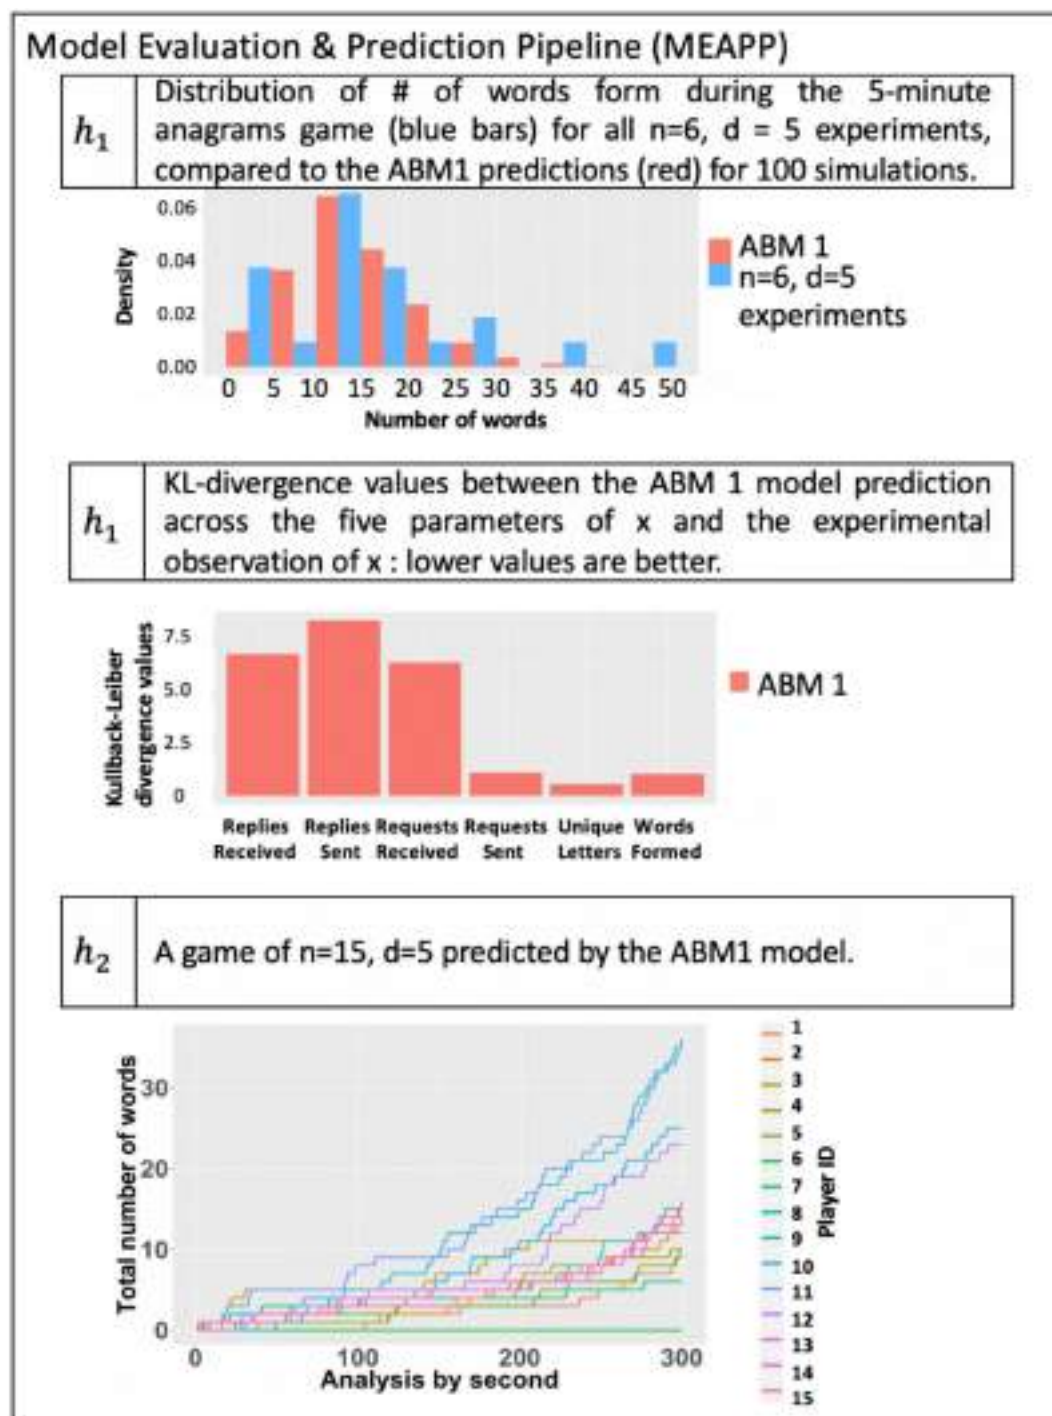 Model Evaluation & Prediction Pipeline (MEAPP)
h₁
Distribution of # of words form during the 5-minute
anagrams game (blue bars) for all n=6, d = 5 experiments,
compared to the ABM1 predictions (red) for 100 simulations.
0.06
0.04
0.02
0.00
Density
0 5 10 15 20 25 30 35 40 45 50
Number of words
ABM 1
n=6, d=5
experiments
h₁
KL-divergence values between the ABM 1 model prediction
across the five parameters of x and the experimental
observation of x : lower values are better.
Kullback-Leiber
divergence values
7.5
5.0
2.5
0
Replies Replies Requests Requests Unique Words
Received Sent Received Sent Letters Formed
ABM 1
h₂
A game of n=15, d=5 predicted by the ABM1 model.
Total number of words
30
20
10
0
0 100 200 300
Analysis by second
1
2
3
4
5
6
7
8
9
10
11
12
13
14
15
Player ID